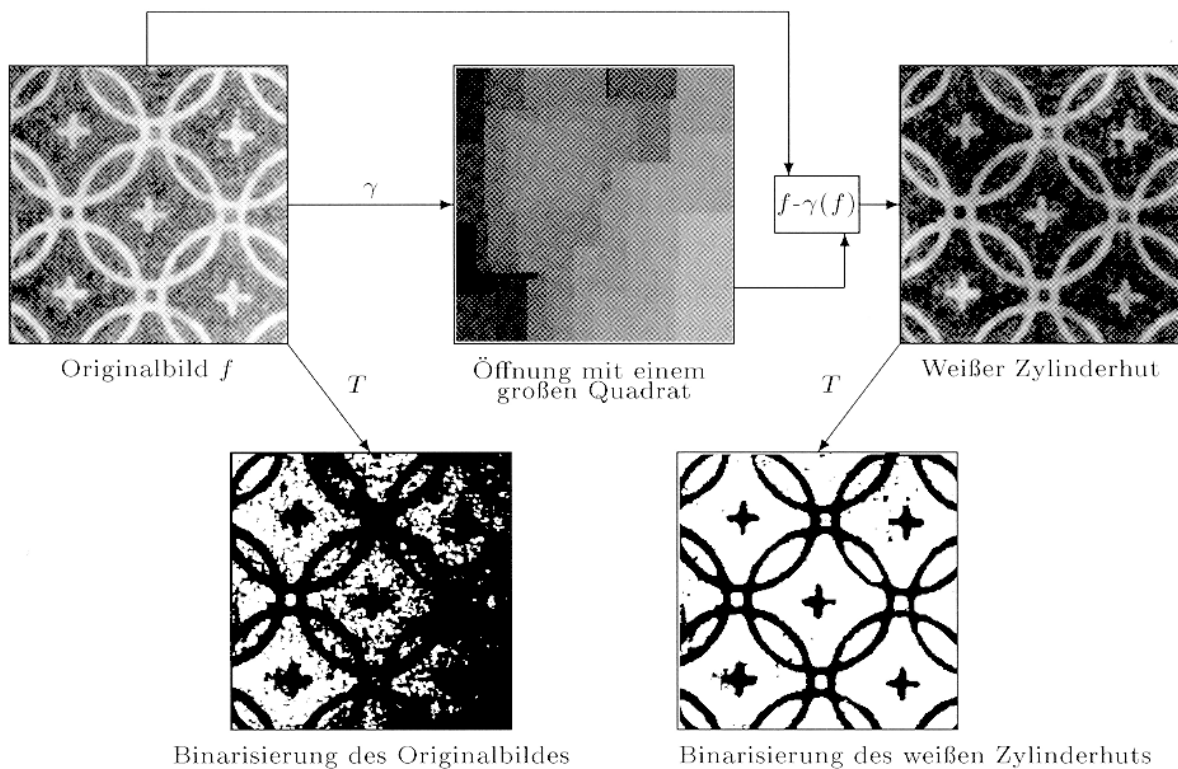 γ
f-γ(f)
Originalbild f
Öffnung mit einem
großen Quadrat
Weißer Zylinderhut
T
T
Binarisierung des Originalbildes
Binarisierung des weißen Zylinderhuts